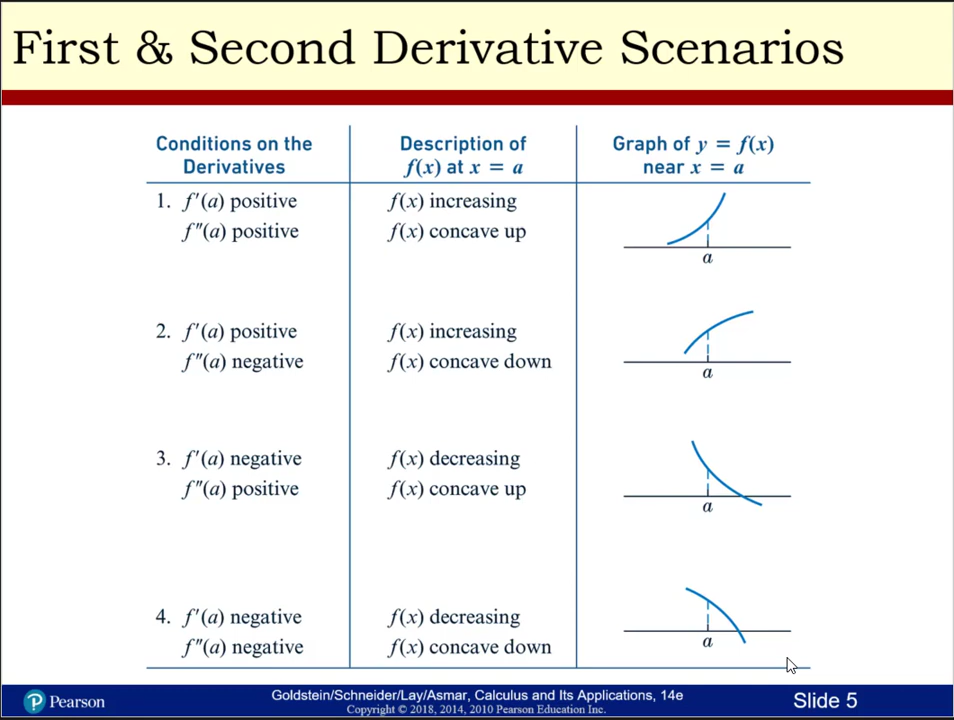 First & Second Derivative Scenarios
Conditions on the Derivatives
Description of f(x) at x = a
Graph of y = f(x) near x = a
1. f′(a) positive
f″(a) positive
f(x) increasing
f(x) concave up
a
2. f′(a) positive
f″(a) negative
f(x) increasing
f(x) concave down
a
3. f′(a) negative
f″(a) positive
f(x) decreasing
f(x) concave up
a
4. f′(a) negative
f″(a) negative
f(x) decreasing
f(x) concave down
a
Pearson
Goldstein/Schneider/Lay/Asmar, Calculus and Its Applications, 14e
Copyright © 2018, 2014, 2010 Pearson Education Inc.
Slide 5